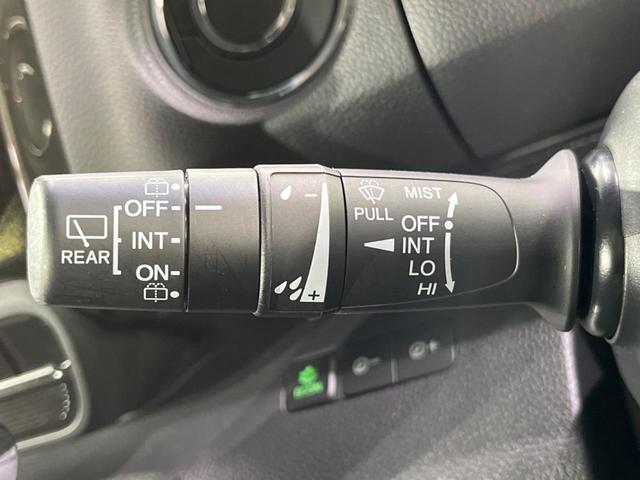 REAR
OFF
INT
ON
-
+
PULL
MIST
OFF
INT
LO
HI